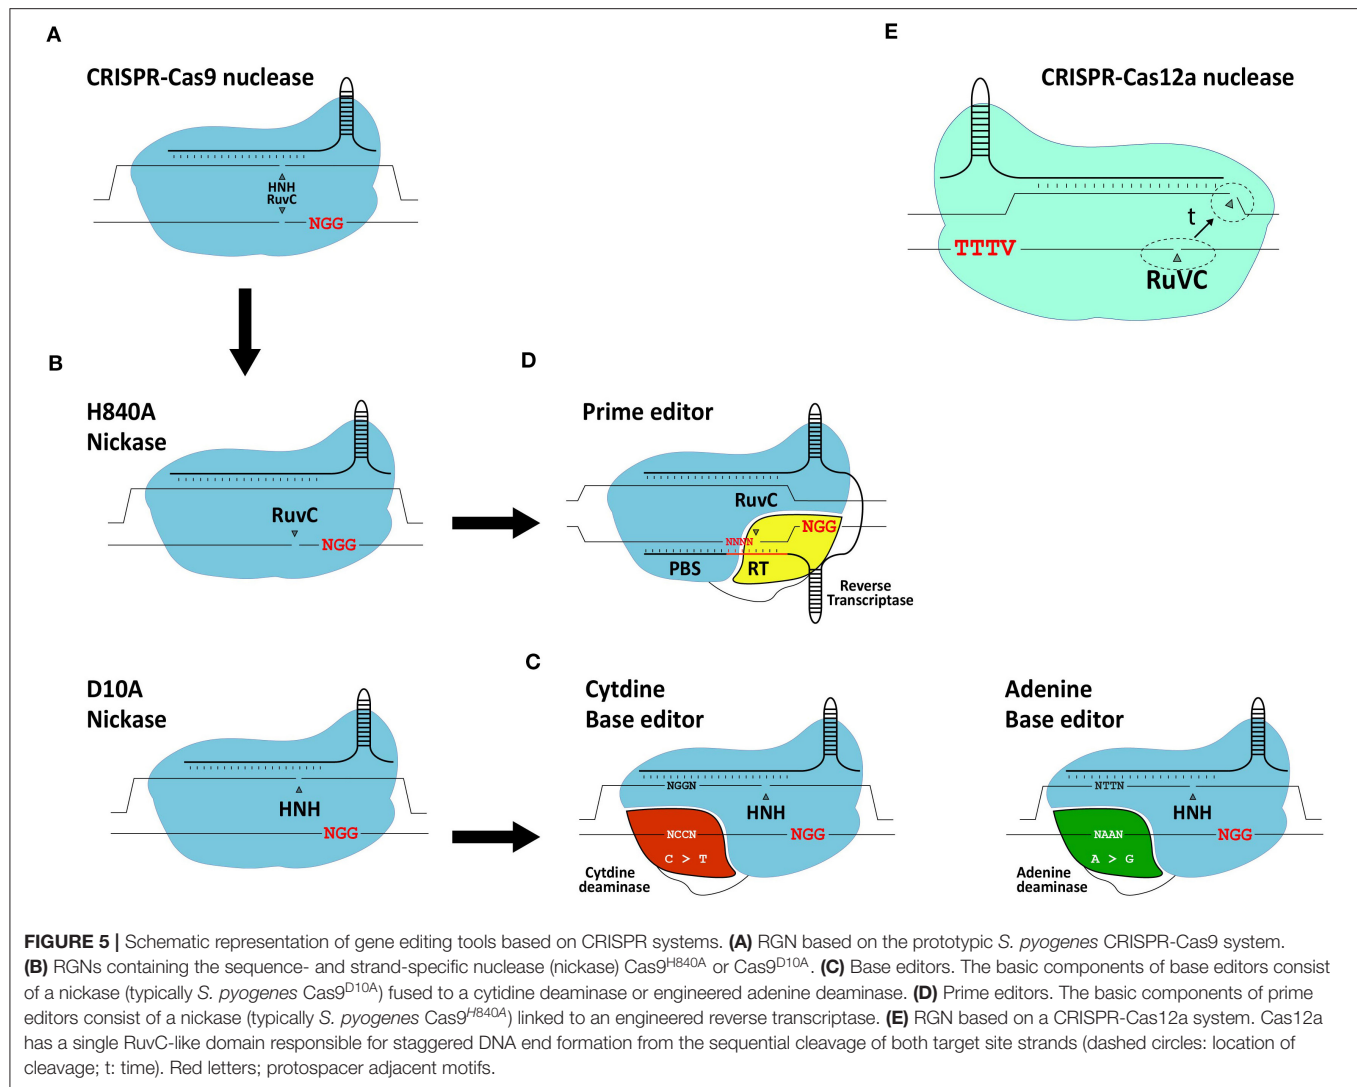 A
CRISPR-Cas9 nuclease
HNH
RuvC
NGG
E
CRISPR-Cas12a nuclease
t
TTTV
RuVC
B
H840A
Nickase
RuvC
NGG
D
Prime editor
RuvC
NGG
NNNN
PBS
RT
Reverse
Transcriptase
D10A
Nickase
HNH
NGG
C
Cytdine
Base editor
NGGN
HNH
NCCN
NGG
C > T
Cytdine
deaminase
Adenine
Base editor
NTTN
HNH
NAAN
NGG
A > G
Adenine
deaminase
FIGURE 5 | Schematic representation of gene editing tools based on CRISPR systems. (A) RGN based on the prototypic S. pyogenes CRISPR-Cas9 system.
(B) RGNs containing the sequence- and strand-specific nuclease (nickase) Cas9H840A or Cas9D10A. (C) Base editors. The basic components of base editors consist
of a nickase (typically S. pyogenes Cas9D10A) fused to a cytidine deaminase or engineered adenine deaminase. (D) Prime editors. The basic components of prime
editors consist of a nickase (typically S. pyogenes Cas9H840A) linked to an engineered reverse transcriptase. (E) RGN based on a CRISPR-Cas12a system. Cas12a
has a single RuvC-like domain responsible for staggered DNA end formation from the sequential cleavage of both target site strands (dashed circles: location of
cleavage; t: time). Red letters; protospacer adjacent motifs.